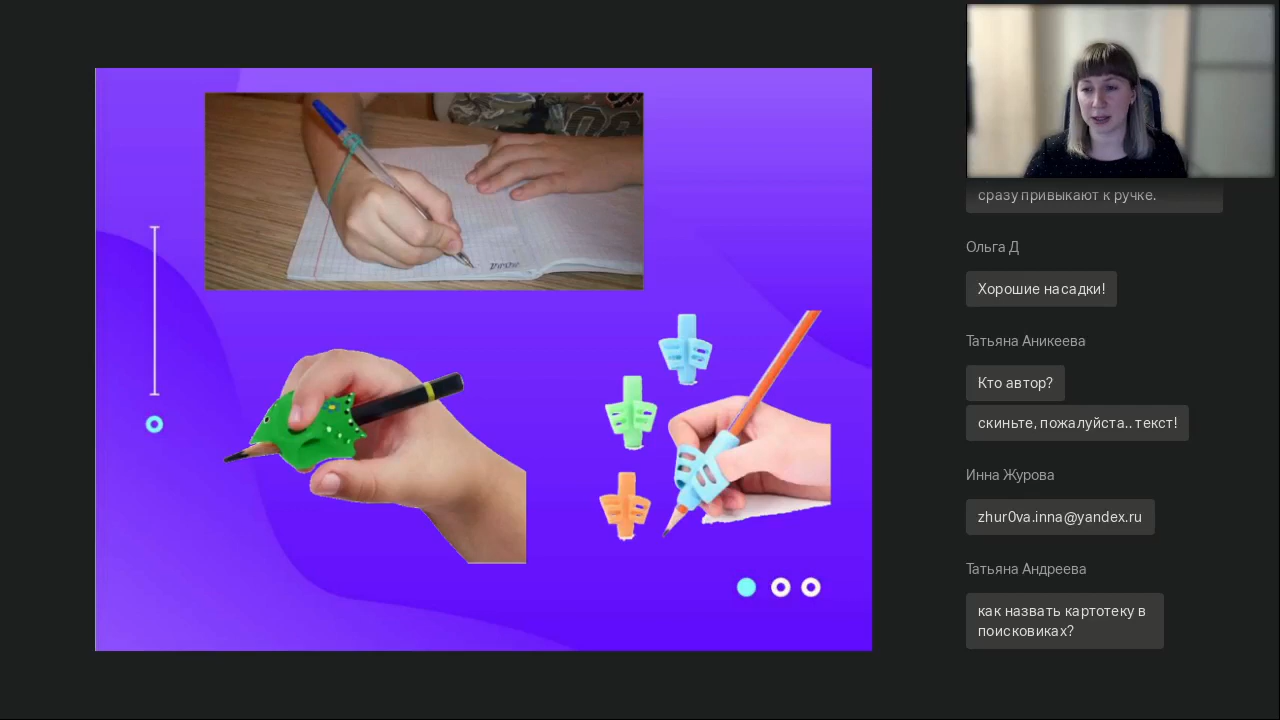 сразу привыкают к ручке.
Ольга Д
Хорошие насадки!
Татьяна Аникеева
Кто автор?
скиньте, пожалуйста.. текст!
Инна Журова
zhur0va.inna@yandex.ru
Татьяна Андреева
как назвать картотеку в
поисковиках?